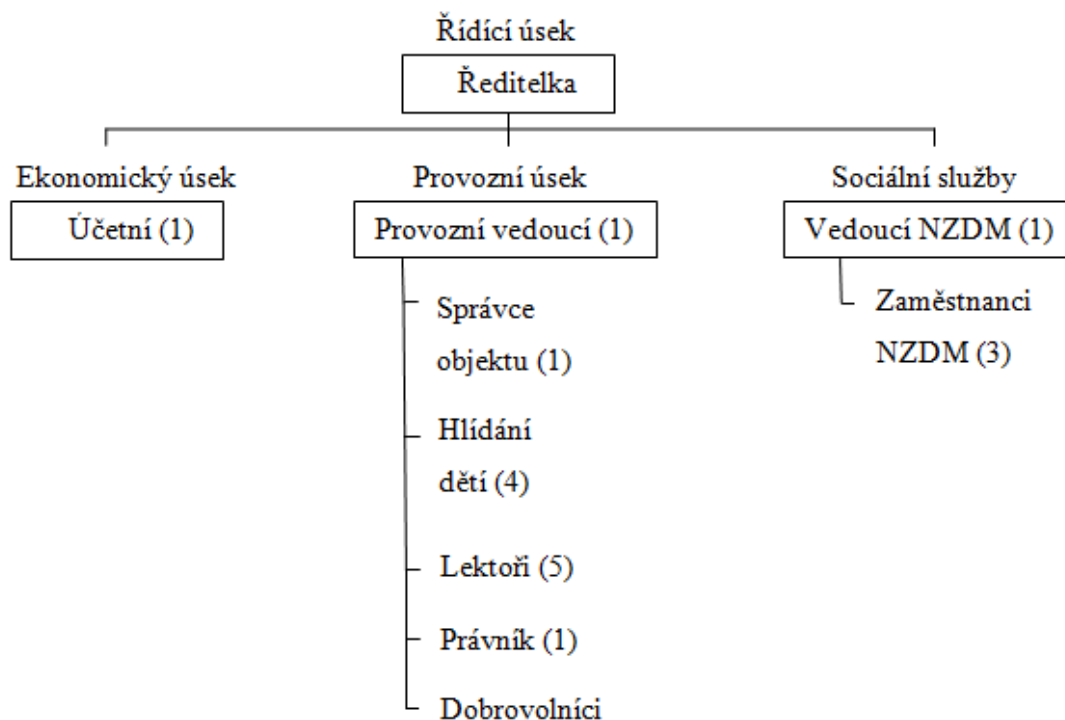 Řídící úsek
Ředitelka
Ekonomický úsek
Účetní (1)
Provozní úsek
Provozní vedoucí (1)
Správce
objektu (1)
Hlídání
dětí (4)
Lektoři (5)
Právník (1)
Dobrovolníci
Sociální služby
Vedoucí NZDM (1)
Zaměstnanci
NZDM (3)